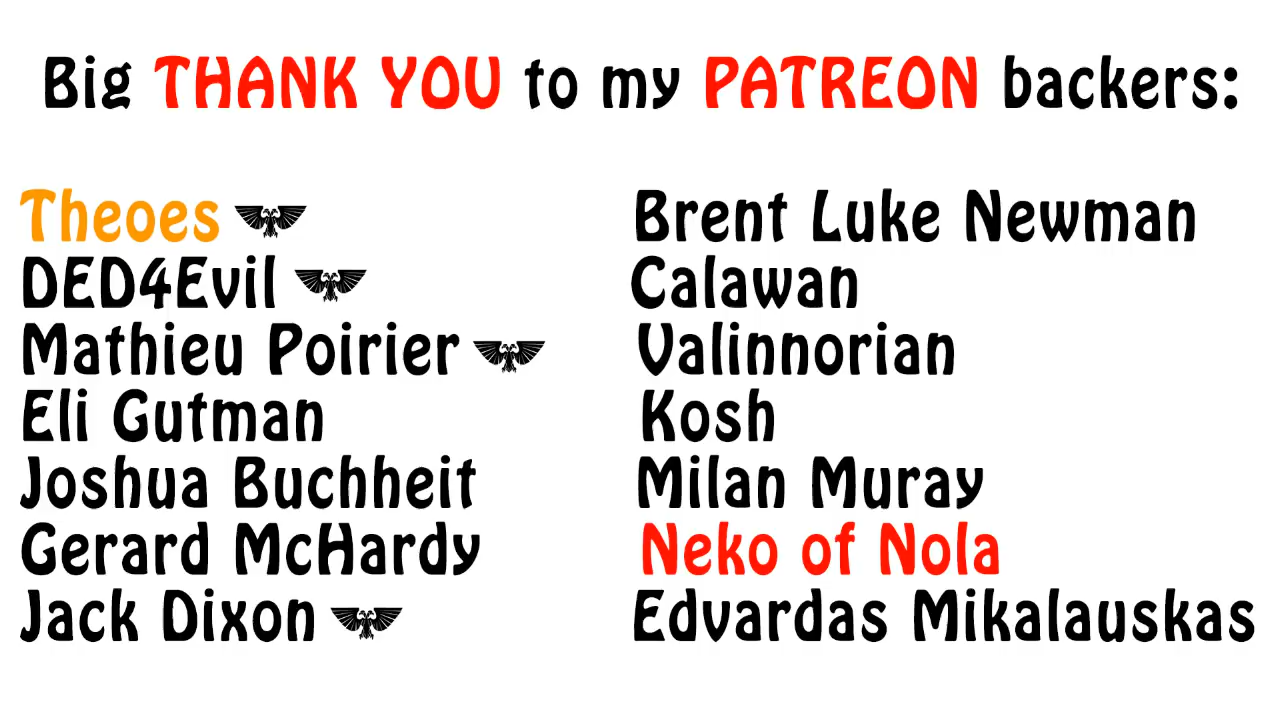 Big THANK YOU to my PATREON backers:
Theoes
DED4Evil
Mathieu Poirier
Eli Gutman
Joshua Buchheit
Gerard McHardy
Jack Dixon
Brent Luke Newman
Calawan
Valinnorian
Kosh
Milan Muray
Neko of Nola
Edvardas Mikalauskas